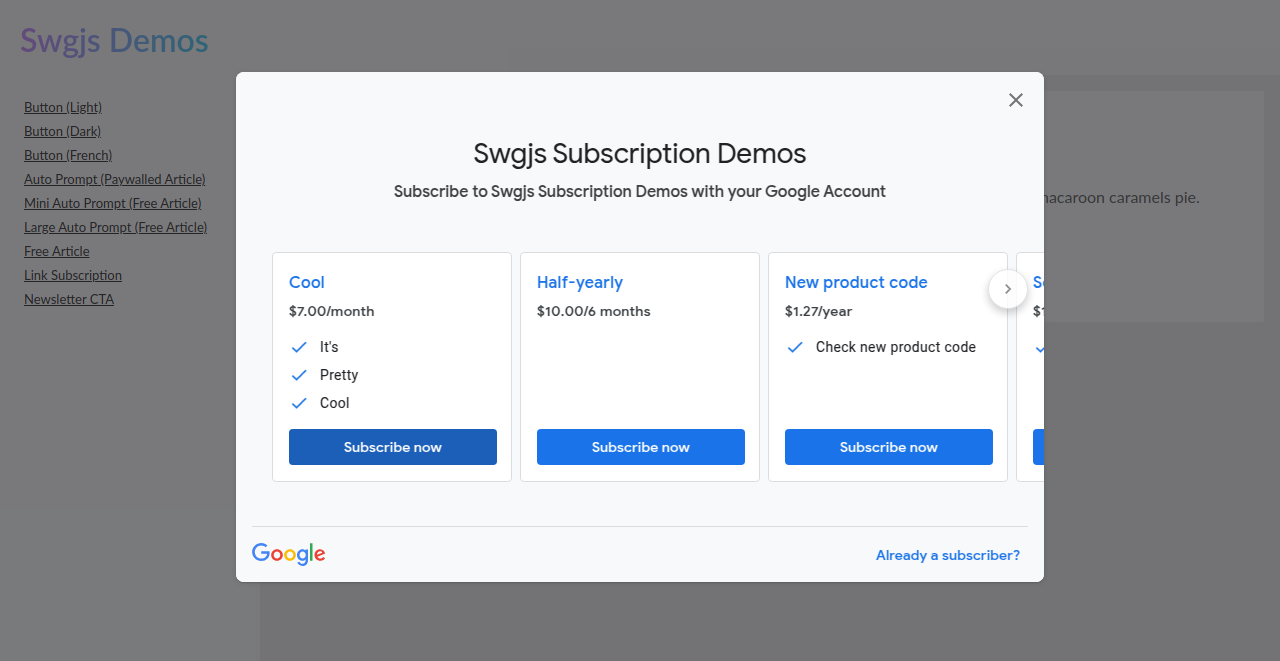 Swgjs Demos
Button (Light)
Button (Dark)
Button (French)
Auto Prompt (Paywalled Article)
Mini Auto Prompt (Free Article)
Large Auto Prompt (Free Article)
Free Article
Link Subscription
Newsletter CTA
caramels pie.
Swgjs Subscription Demos
Subscribe to Swgjs Subscription Demos with your Google Account
Cool
$7.00/month
It's
Pretty
Cool
Subscribe now
Half-yearly
$10.00/6 months
Subscribe now
New product code
$1.27/year
Check new product code
Subscribe now
Google
Already a subscriber?